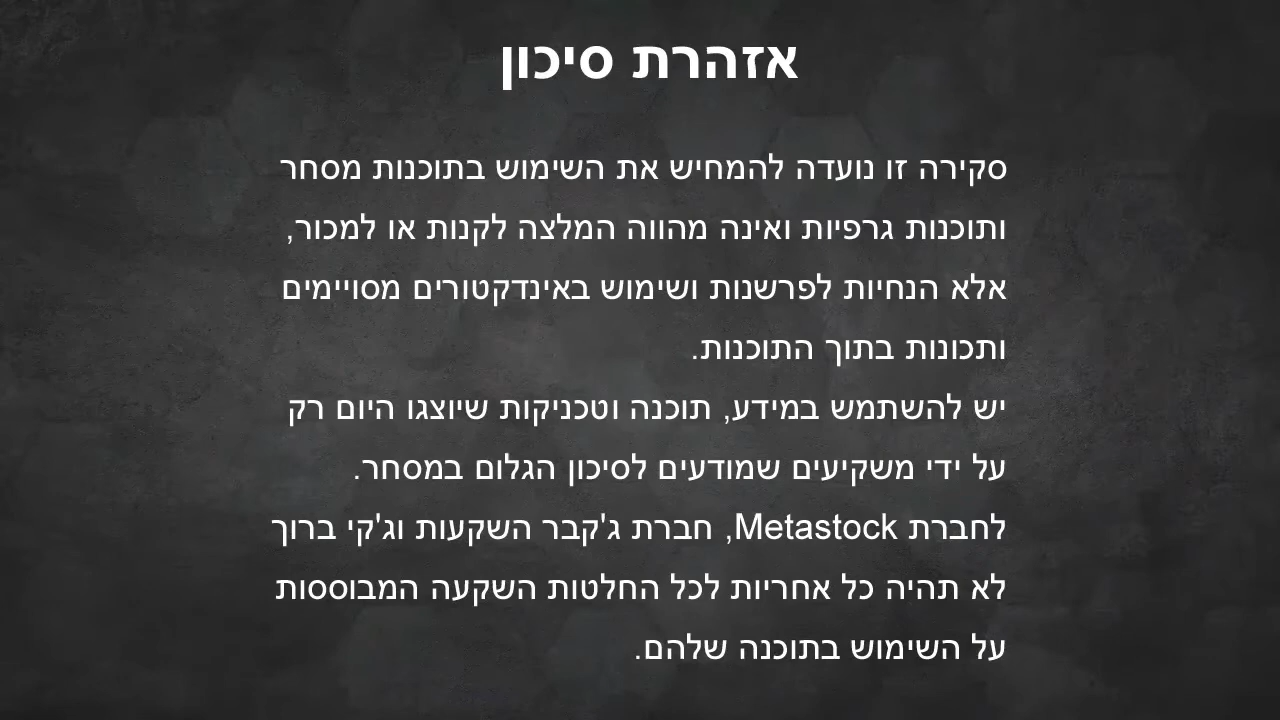 אזהרת סיכון
סקירה זו נועדה להמחיש את השימוש בתוכנות מסחר
ותוכנות גרפיות ואינה מהווה המלצה לקנות או למכור,
אלא הנחיות לפרשנות ושימוש באינדקטורים מסויימים
ותכונות בתוך התוכנות.
יש להשתמש במידע, תוכנה וטכניקות שיוצגו היום רק
על ידי משקיעים שמודעים לסיכון הגלום במסחר.
לחברת Metastock, חברת ג'קבר השקעות וג'קי ברוך
לא תהיה כל אחריות לכל החלטות השקעה המבוססות
על השימוש בתוכנה שלהם.